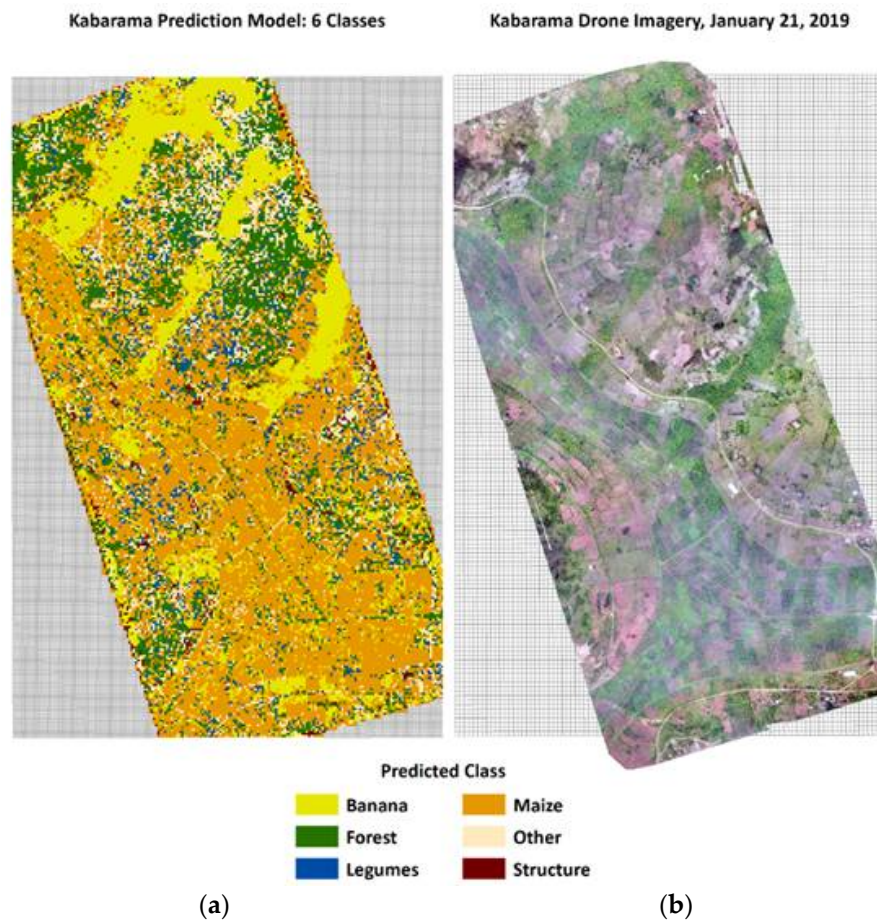 Kabarama Prediction Model: 6 Classes
Kabarama Drone Imagery, January 21, 2019
Predicted Class
Banana
Maize
Forest
Other
Legumes
Structure
(a)
(b)